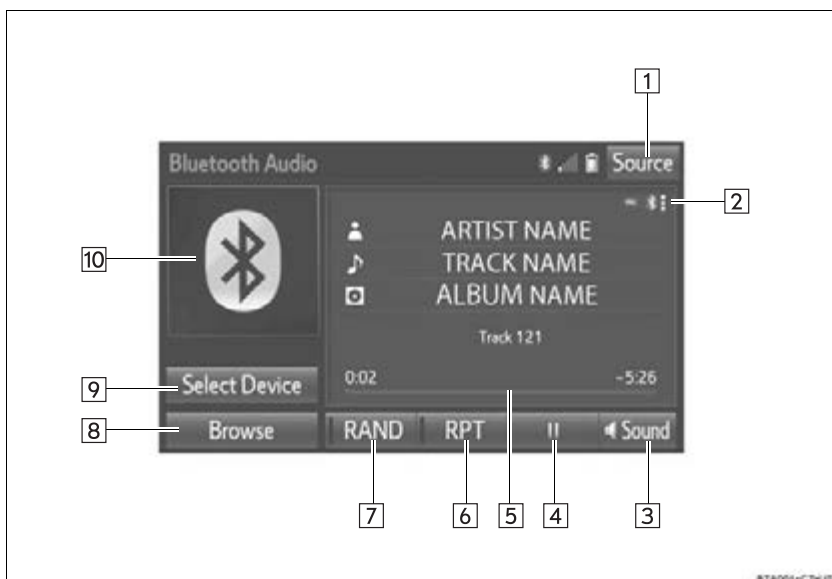 1
Bluetooth Audio Source
2
ARTIST NAME
10
TRACK NAME
ALBUM NAME
Track 121
9 Select Device 0:02 -5:26
8 Browse RAND RPT Sound
7 6 5 4 3